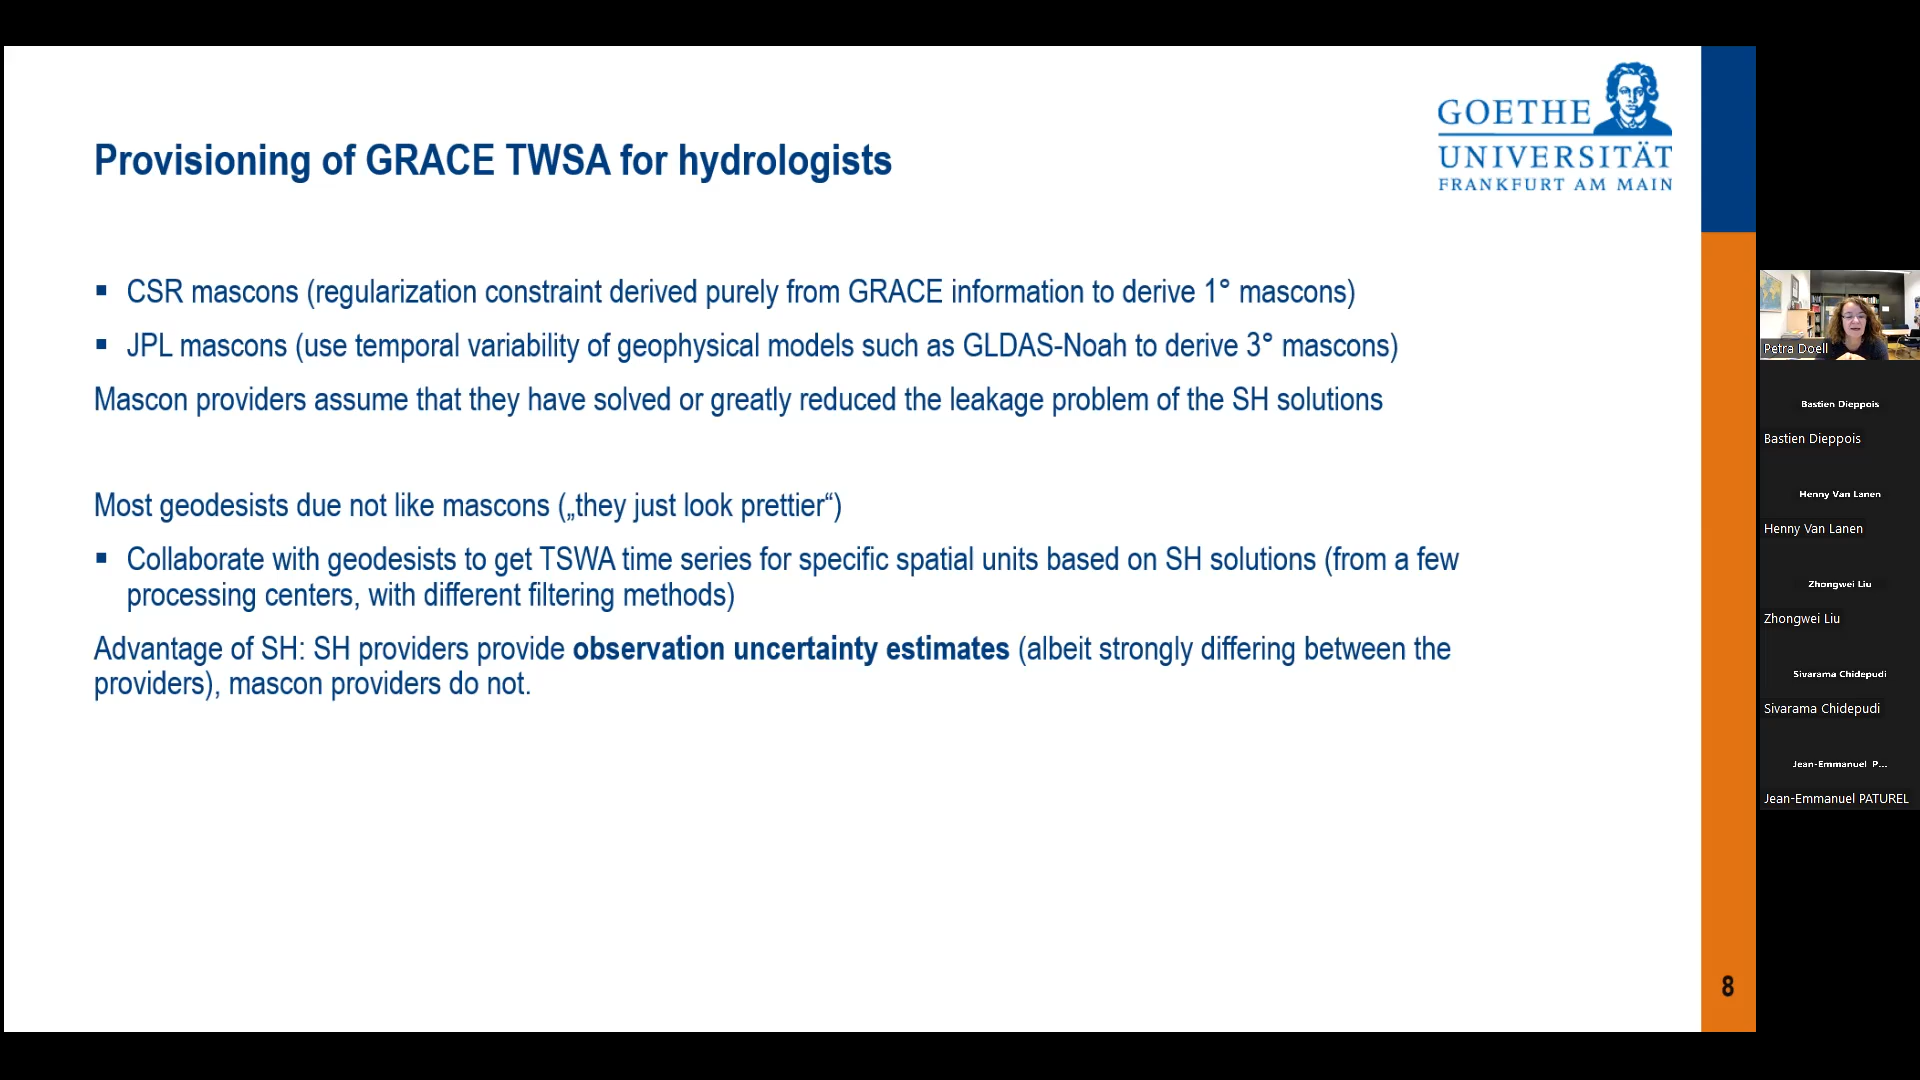 GOETHE
UNIVERSITÄT
FRANKFURT AM MAIN
Provisioning of GRACE TWSA for hydrologists
▪ CSR mascons (regularization constraint derived purely from GRACE information to derive 1° mascons)
▪ JPL mascons (use temporal variability of geophysical models such as GLDAS-Noah to derive 3° mascons)
Mascon providers assume that they have solved or greatly reduced the leakage problem of the SH solutions
Most geodesists due not like mascons („they just look prettier“)
▪ Collaborate with geodesists to get TSWA time series for specific spatial units based on SH solutions (from a few
processing centers, with different filtering methods)
Advantage of SH: SH providers provide observation uncertainty estimates (albeit strongly differing between the
providers), mascon providers do not.
8
Petra Doell
Bastien Dieppois
Bastien Dieppois
Henny Van Lanen
Henny Van Lanen
Zhongwei Liu
Zhongwei Liu
Sivarama Chidepudi
Sivarama Chidepudi
Jean-Emmanuel P...
Jean-Emmanuel PATUREL